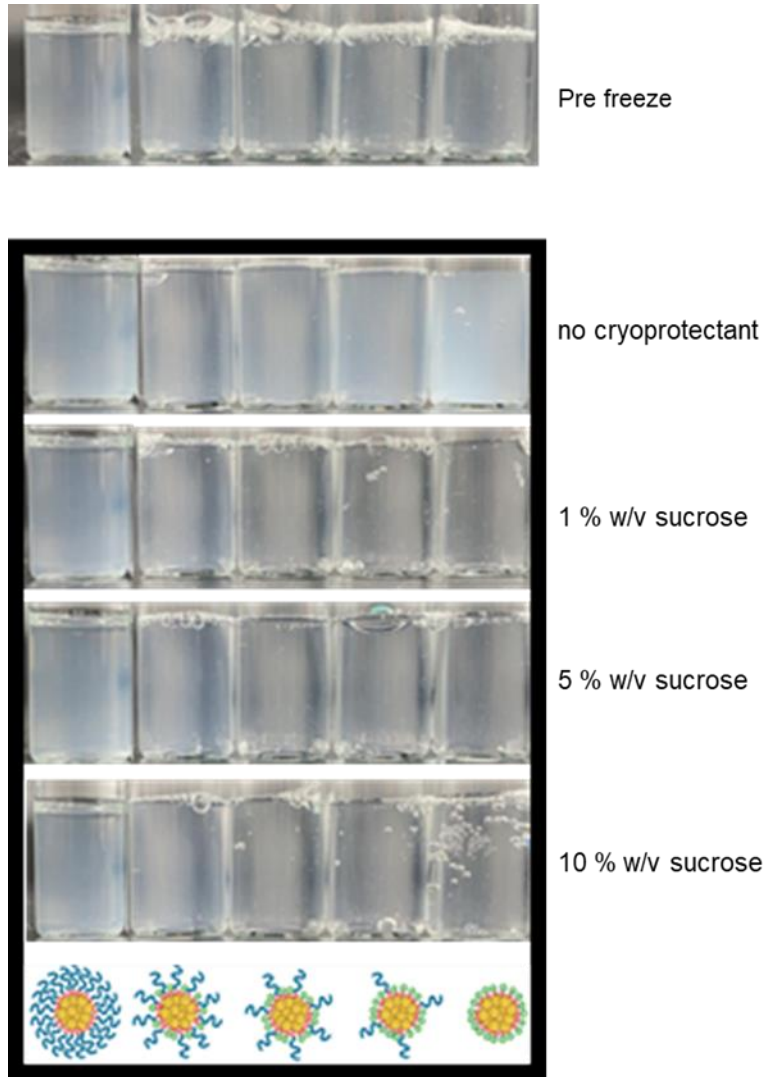 Pre freeze
no cryoprotectant
1 % w/v sucrose
5 % w/v sucrose
10 % w/v sucrose